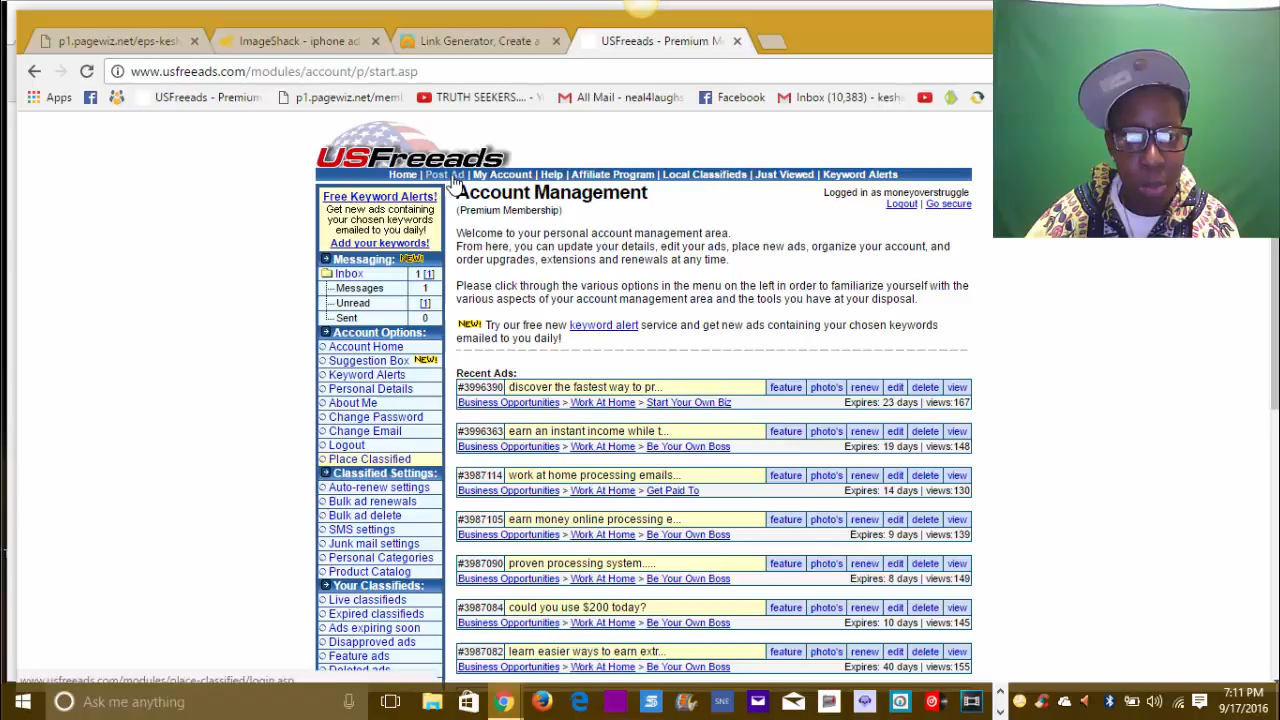 p1.pagewiz.net/eps-kesh
ImageShack - iphone ad
Link Generator, Create a
USFreeads - Premium M
www.usfreeads.com/modules/account/p/start.asp
Apps
USFreeads - Premium
p1.pagewiz.net/meml
TRUTH SEEKERS.... -
All Mail - neal4laughs
Facebook
Inbox (10,383) - kesha
USFreeads
Home | Post Ad | My Account | Help | Affiliate Program | Local Classifieds | Just Viewed | Keyword Alerts
Free Keyword Alerts!
Get new ads containing
your chosen keywords
emailed to you daily!
Add your keywords!
Messaging: NEW!
Inbox 1 [1]
Messages 1
Unread [1]
Sent 0
Account Options:
Account Home
Suggestion Box NEW!
Keyword Alerts
Personal Details
About Me
Change Password
Change Email
Logout
Place Classified
Classified Settings:
Auto-renew settings
Bulk ad renewals
Bulk ad delete
SMS settings
Junk mail settings
Personal Categories
Product Catalog
Your Classifieds:
Live classifieds
Expired classifieds
Ads expiring soon
Disapproved ads
Feature ads
Deleted ads
Account Management
(Premium Membership)
Logged in as moneyoverstruggle
Logout | Go secure
Welcome to your personal account management area.
From here, you can update your details, edit your ads, place new ads, organize your account, and
order upgrades, extensions and renewals at any time.
Please click through the various options in the menu on the left in order to familiarize yourself with the
various aspects of your account management area and the tools you have at your disposal.
NEW! Try our free new keyword alert service and get new ads containing your chosen keywords
emailed to you daily!
Recent Ads:
#3996390 discover the fastest way to pr... feature photo's renew edit delete view
Business Opportunities > Work At Home > Start Your Own Biz Expires: 23 days | views:167
#3996363 earn an instant income while t... feature photo's renew edit delete view
Business Opportunities > Work At Home > Be Your Own Boss Expires: 19 days | views:148
#3987114 work at home processing emails... feature photo's renew edit delete view
Business Opportunities > Work At Home > Get Paid To Expires: 14 days | views:130
#3987105 earn money online processing e... feature photo's renew edit delete view
Business Opportunities > Work At Home > Be Your Own Boss Expires: 9 days | views:139
#3987090 proven processing system..... feature photo's renew edit delete view
Business Opportunities > Work At Home > Be Your Own Boss Expires: 8 days | views:149
#3987084 could you use $200 today? feature photo's renew edit delete view
Business Opportunities > Work At Home > Be Your Own Boss Expires: 10 days | views:145
#3987082 learn easier ways to earn extr... feature photo's renew edit delete view
Business Opportunities > Work At Home > Be Your Own Boss Expires: 40 days | views:155
www.usfreeads.com/modules/place-classified/login.asp
Ask me anything
SNE
7:11 PM
9/17/2016